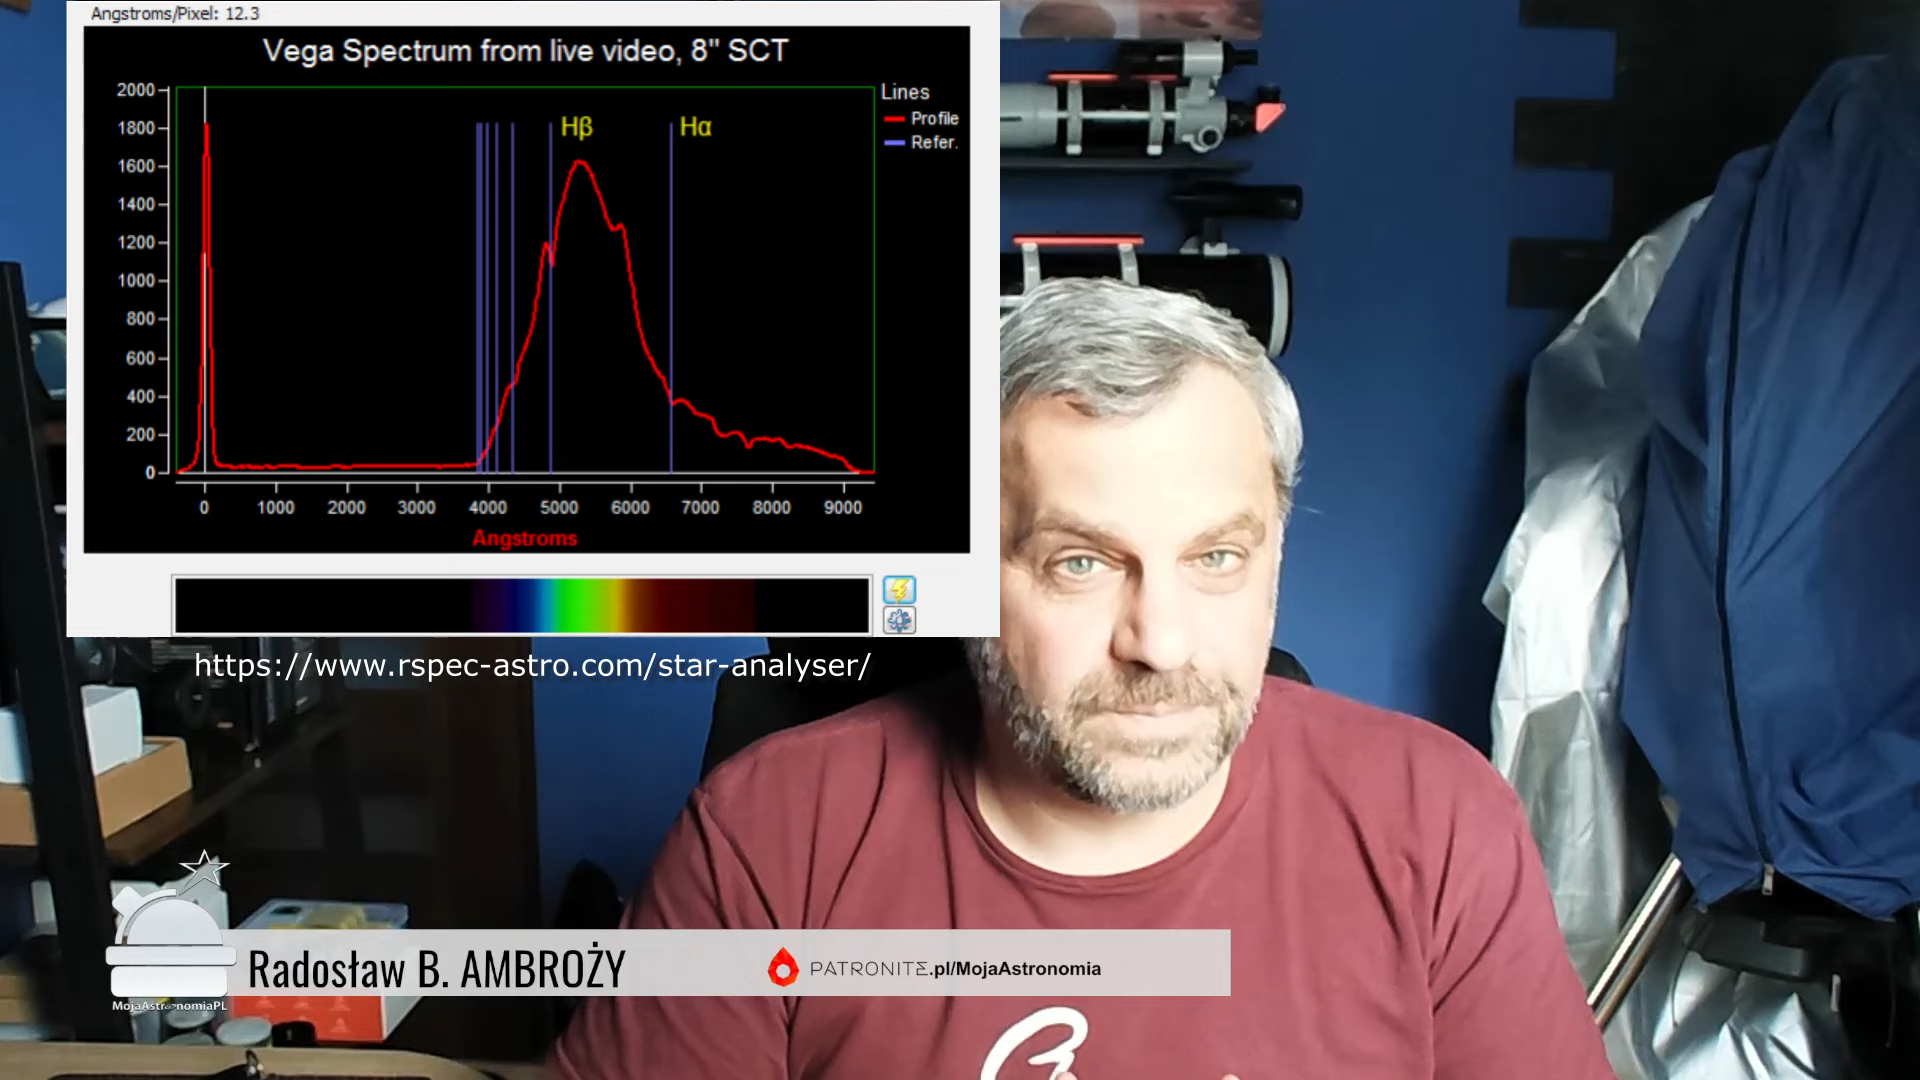 Angstroms/Pixel: 12.3
Vega Spectrum from live video, 8" SCT
Lines
Profile
Refer.
Hβ Hα
2000
1800
1600
1400
1200
1000
800
600
400
200
0
0 1000 2000 3000 4000 5000 6000 7000 8000 9000
Angstroms
https://www.rspec-astro.com/star-analyser/
Radosław B. AMBROŻY
PATRONITE.pl/MojaAstronomia
MojaAstronomiaPL